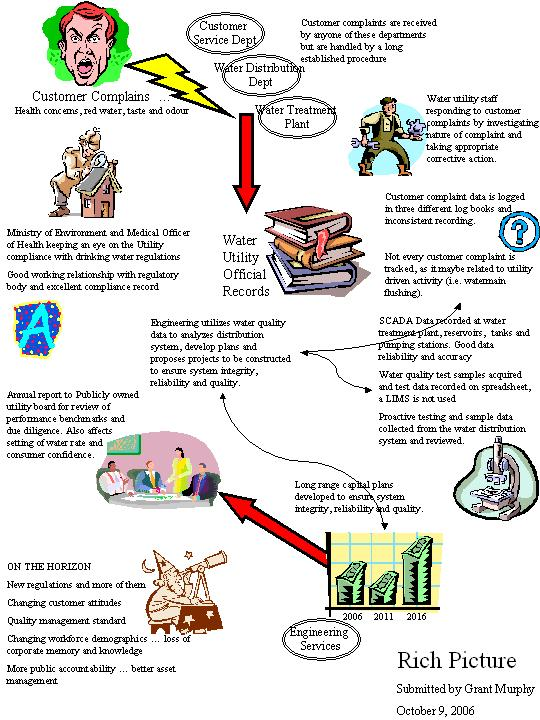 Customer
Service Dept
Water Distribution
Dept
Water Treatment
Plant
Customer complaints are received
by anyone of these departments
but are handled by a long
established procedure
Customer Complains ...
Health concerns, red water, taste and odour
Water utility staff
responding to customer
complaints by investigating
nature of complaint and
taking appropriate
corrective action.
Ministry of Environment and Medical Officer
of Health keeping an eye on the Utility
compliance with drinking water regulations
Good working relationship with regulatory
body and excellent compliance record
Water
Utility
Official
Records
Customer complaint data is logged
in three different log books and
inconsistent recording.
?
Not every customer complaint is
tracked, as it maybe related to utility
driven activity (i.e. watermain
flushing).
A
Engineering utilizes water quality
data to analyzes distribution
system, develop plans and
proposes projects to be constructed
to ensure system integrity,
reliability and quality.
SCADA Data recorded at water
treatment plant, reservoirs, tanks and
pumping stations. Good data
reliability and accuracy
Water quality test samples acquired
and test data recorded on spreadsheet,
a LIMS is not used
Proactive testing and sample data
collected from the water distribution
system and reviewed.
Annual report to Publicly owned
utility board for review of
performance benchmarks and
due diligence. Also affects
setting of water rate and
consumer confidence.
Long range capital plans
developed to ensure system
integrity, reliability and quality.
2006 2011 2016
Engineering
Services
ON THE HORIZON
New regulations and more of them
Changing customer attitudes
Quality management standard
Changing workforce demographics ... loss of
corporate memory and knowledge
More public accountability ... better asset
management
Rich Picture
Submitted by Grant Murphy
October 9, 2006